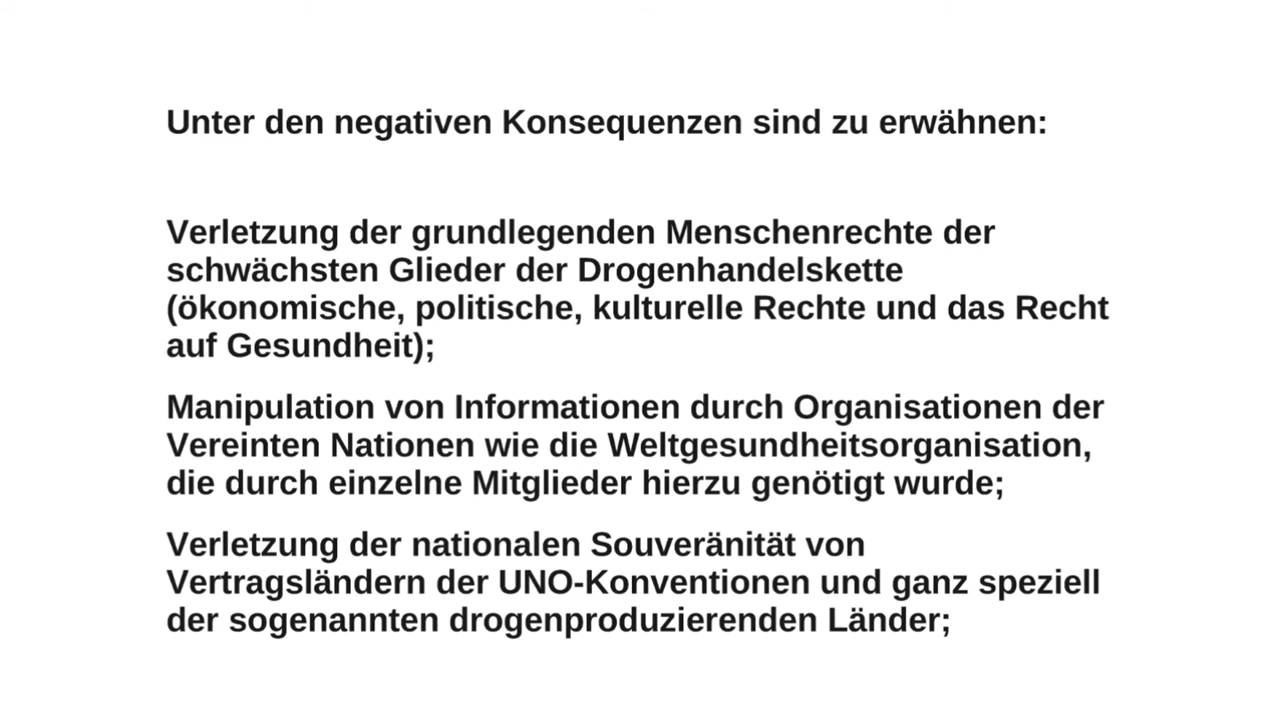 Unter den negativen Konsequenzen sind zu erwähnen:
Verletzung der grundlegenden Menschenrechte der
schwächsten Glieder der Drogenhandelskette
(ökonomische, politische, kulturelle Rechte und das Recht
auf Gesundheit);
Manipulation von Informationen durch Organisationen der
Vereinten Nationen wie die Weltgesundheitsorganisation,
die durch einzelne Mitglieder hierzu genötigt wurde;
Verletzung der nationalen Souveränität von
Vertragsländern der UNO-Konventionen und ganz speziell
der sogenannten drogenproduzierenden Länder;